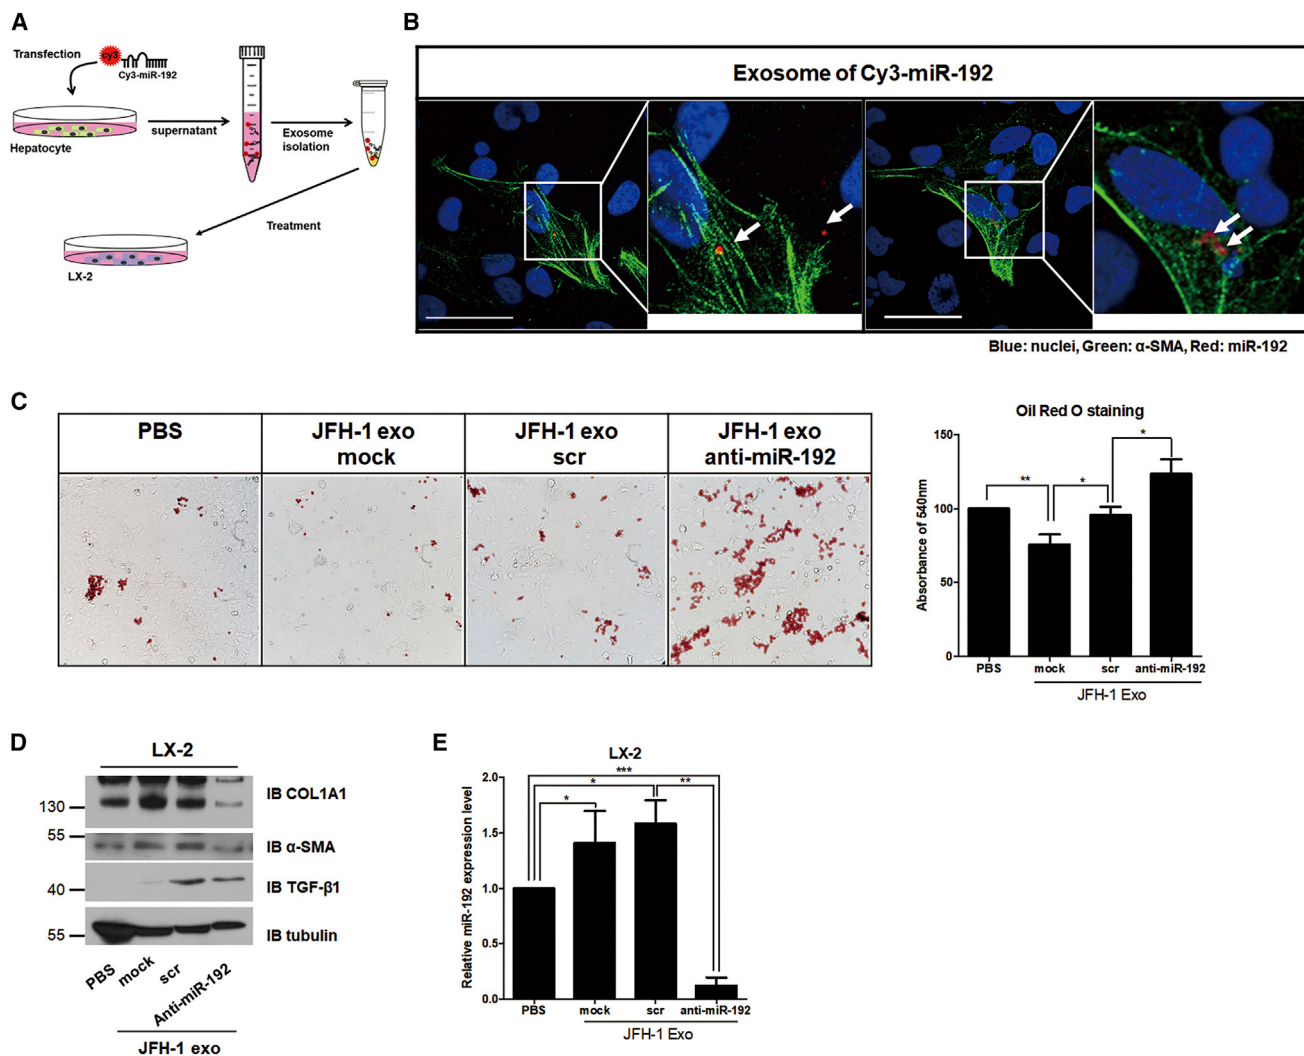 A
Transfection
cy3
Cy3-miR-192
Hepatocyte
supernatant
Exosome
isolation
Treatment
LX-2
B
Exosome of Cy3-miR-192
Blue: nuclei, Green: α-SMA, Red: miR-192
C
PBS
JFH-1 exo
mock
JFH-1 exo
scr
JFH-1 exo
anti-miR-192
Oil Red O staining
Absorbance of 540nm
150
100
50
0
**
*
*
PBS
mock
scr
anti-miR-192
JFH-1 Exo
D
LX-2
130
IB COL1A1
55
IB α-SMA
40
IB TGF-β1
55
IB tubulin
PBS
mock
scr
Anti-miR-192
JFH-1 exo
E
LX-2
Relative miR-192 expression level
2.0
1.5
1.0
0.5
0.0
***
*
**
*
PBS
mock
scr
anti-miR-192
JFH-1 Exo